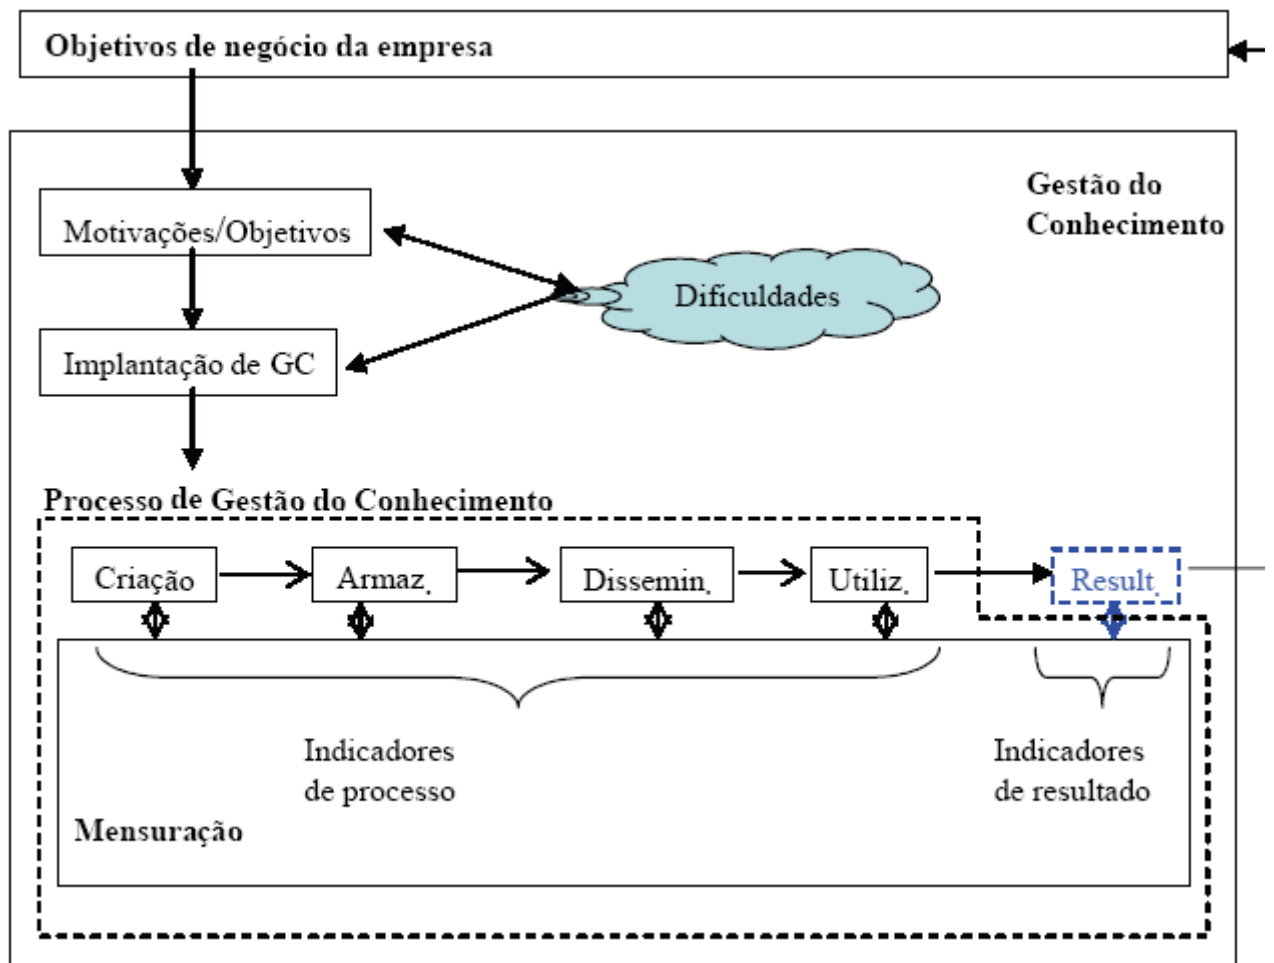 Objetivos de negócio da empresa
Gestão do
Conhecimento
Motivações/Objetivos
Dificuldades
Implantação de GC
Processo de Gestão do Conhecimento
Criação
Armaz.
Dissemin.
Utiliz.
Result.
Indicadores
de processo
Indicadores
de resultado
Mensuração